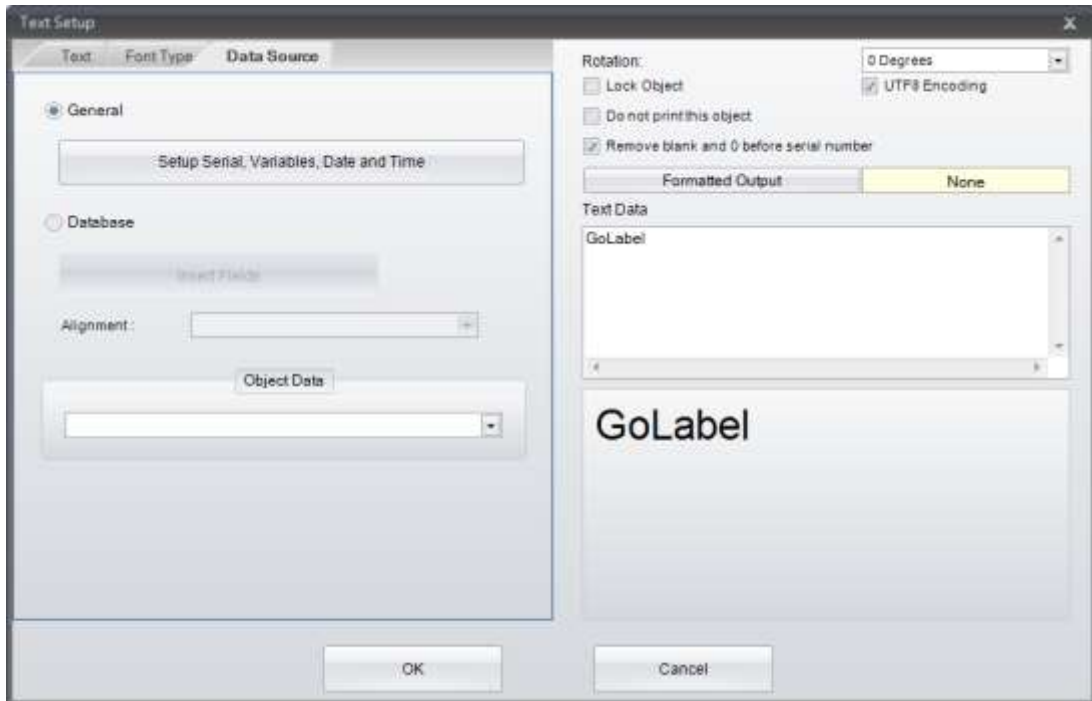 Text Setup
X
Text
Font Type
Data Source
General
Setup Serial, Variables, Date and Time
Database
Insert Fields
Alignment :
Object Data
Rotation:
0 Degrees
Lock Object
UTF8 Encoding
Do not print this object
Remove blank and 0 before serial number
Formatted Output
None
Text Data
GoLabel
GoLabel
OK
Cancel